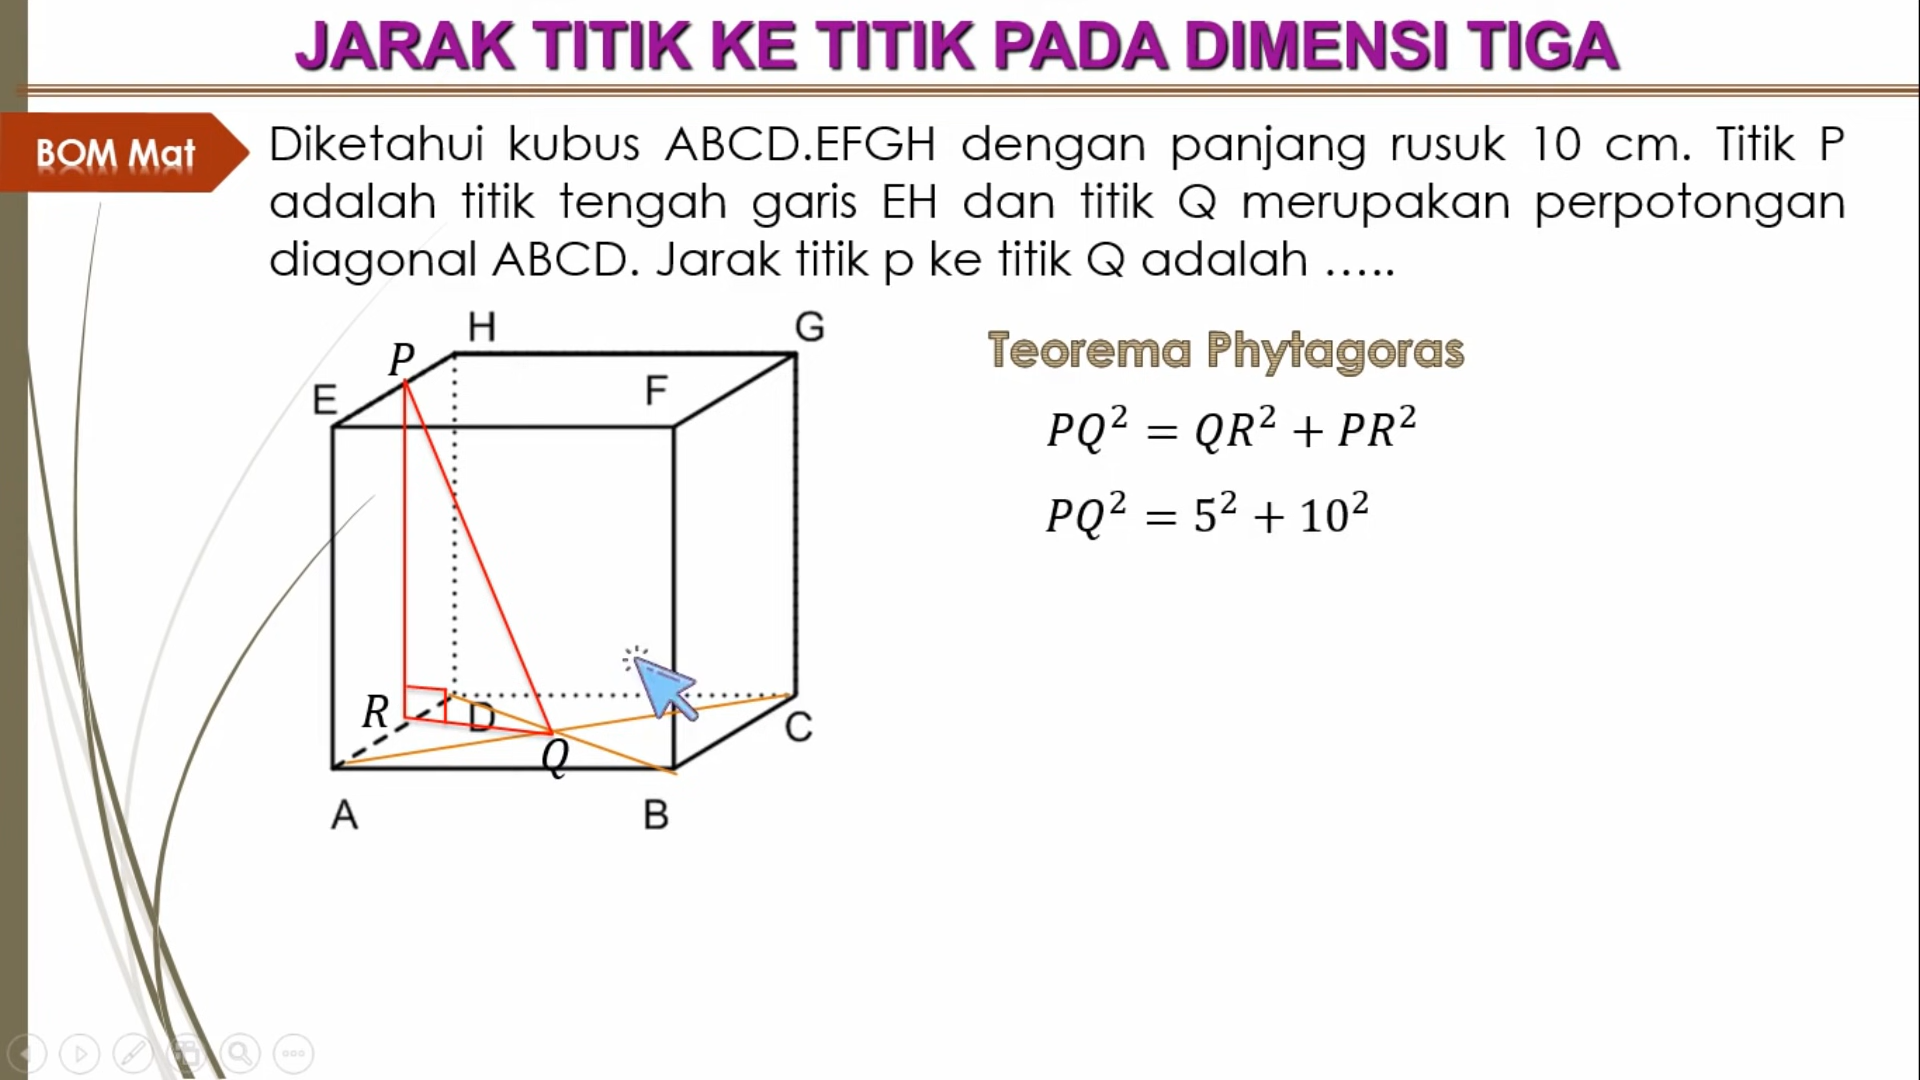 JARAK TITIK KE TITIK PADA DIMENSI TIGA
BOM Mat
Diketahui kubus ABCD.EFGH dengan panjang rusuk 10 cm. Titik P
adalah titik tengah garis EH dan titik Q merupakan perpotongan
diagonal ABCD. Jarak titik p ke titik Q adalah .....
H
G
P
E
F
R
D
Q
C
A
B
Teorema Phytagoras
PQ² = QR² + PR²
PQ² = 5² + 10²